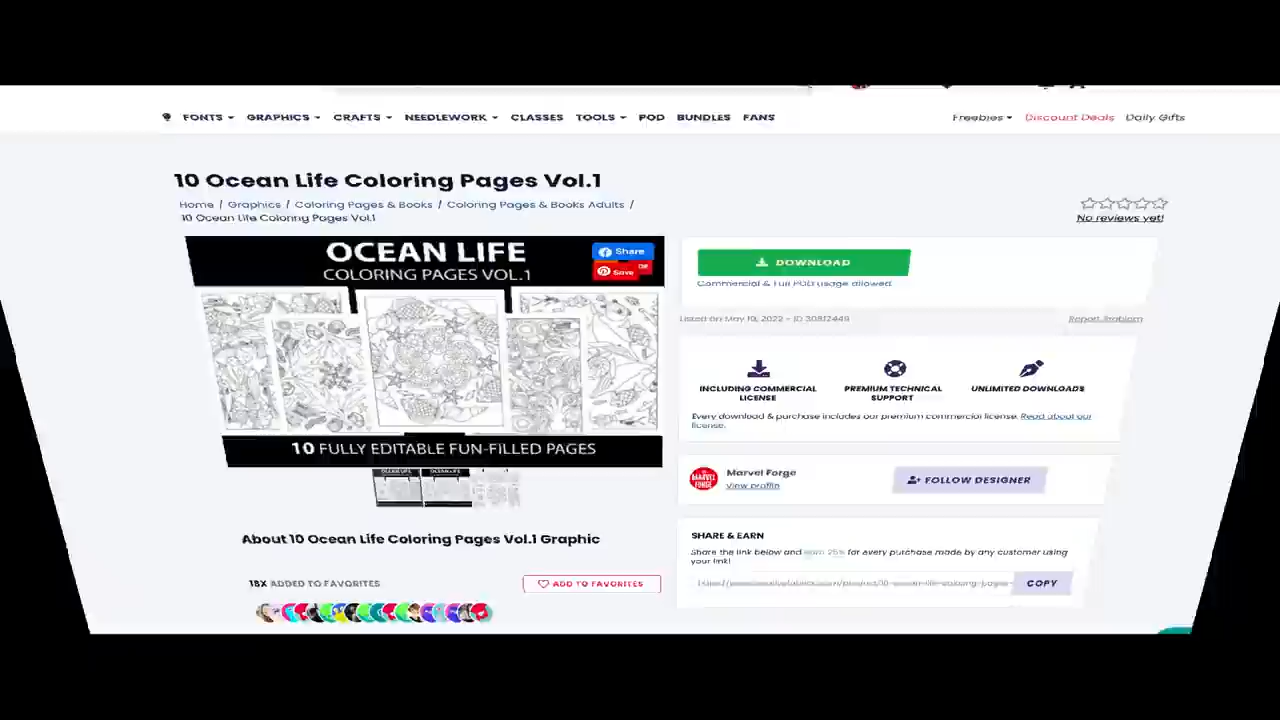 FONTS GRAPHICS CRAFTS NEEDLEWORK CLASSES TOOLS POD BUNDLES FANS Freebies Discount Deals Daily Gifts
10 Ocean Life Coloring Pages Vol.1
Home / Graphics / Coloring Pages & Books / Coloring Pages & Books Adults /
10 Ocean Life Coloring Pages Vol.1
No reviews yet!
OCEAN LIFE
COLORING PAGES VOL.1
Share
Save
10 FULLY EDITABLE FUN-FILLED PAGES
DOWNLOAD
Commercial & Full POD usage allowed
Listed on May 19, 2022 - ID
Report Problem
INCLUDING COMMERCIAL LICENSE
PREMIUM TECHNICAL SUPPORT
UNLIMITED DOWNLOADS
Every download & purchase includes our premium commercial license. Read about our
license.
MARVEL FORGE
Marvel Forge
View profile
FOLLOW DESIGNER
OCEAN LIFE OCEAN LIFE
About 10 Ocean Life Coloring Pages Vol.1 Graphic
18X ADDED TO FAVORITES
ADD TO FAVORITES
SHARE & EARN
Share the link below and earn 25% for every purchase made by any customer using
your link!
COPY